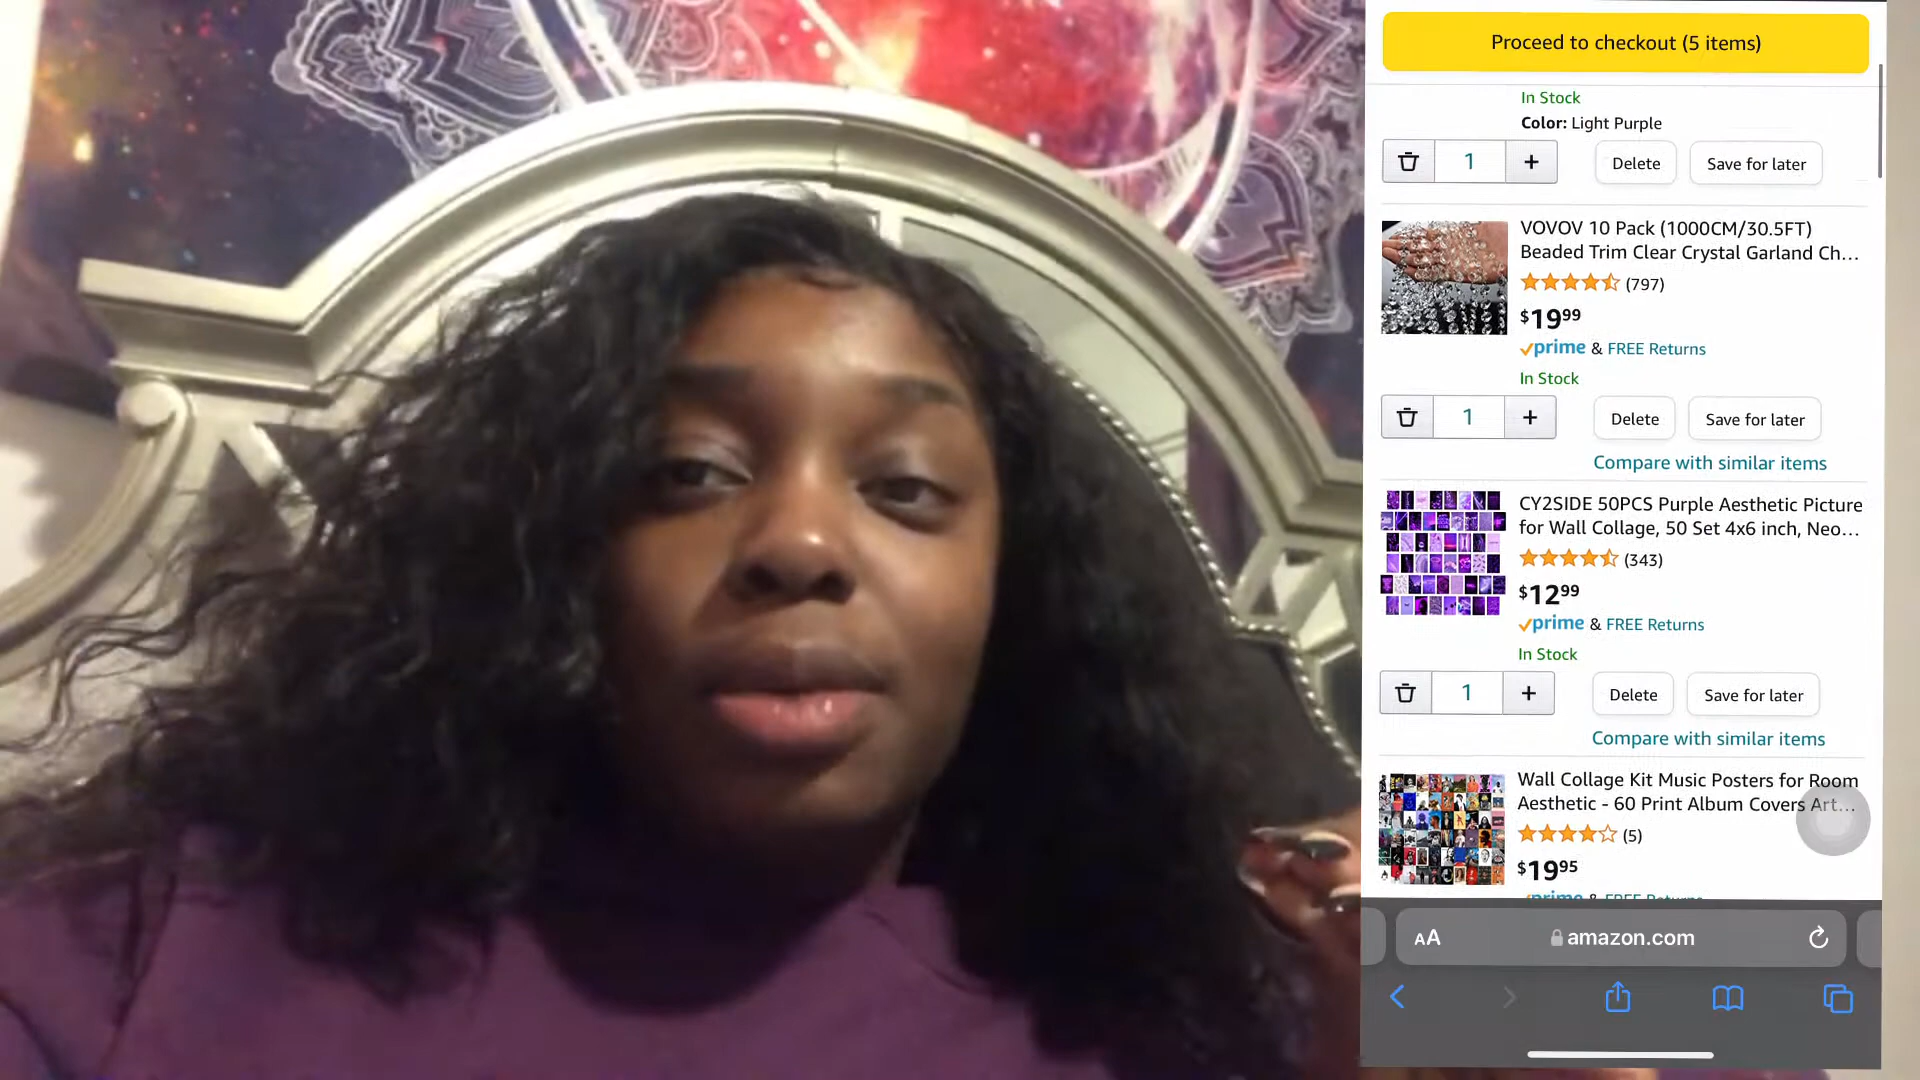 Proceed to checkout (5 items)
In Stock
Color: Light Purple
1
+
Delete
Save for later
VOVOV 10 Pack (1000CM/30.5FT)
Beaded Trim Clear Crystal Garland Ch...
(797)
$19 99
prime & FREE Returns
In Stock
1
+
Delete
Save for later
Compare with similar items
CY2SIDE 50PCS Purple Aesthetic Picture
for Wall Collage, 50 Set 4x6 inch, Neo...
(343)
$12 99
prime & FREE Returns
In Stock
1
+
Delete
Save for later
Compare with similar items
Wall Collage Kit Music Posters for Room
Aesthetic - 60 Print Album Covers Art...
(5)
$19 95
prime & FREE Returns
AA
amazon.com